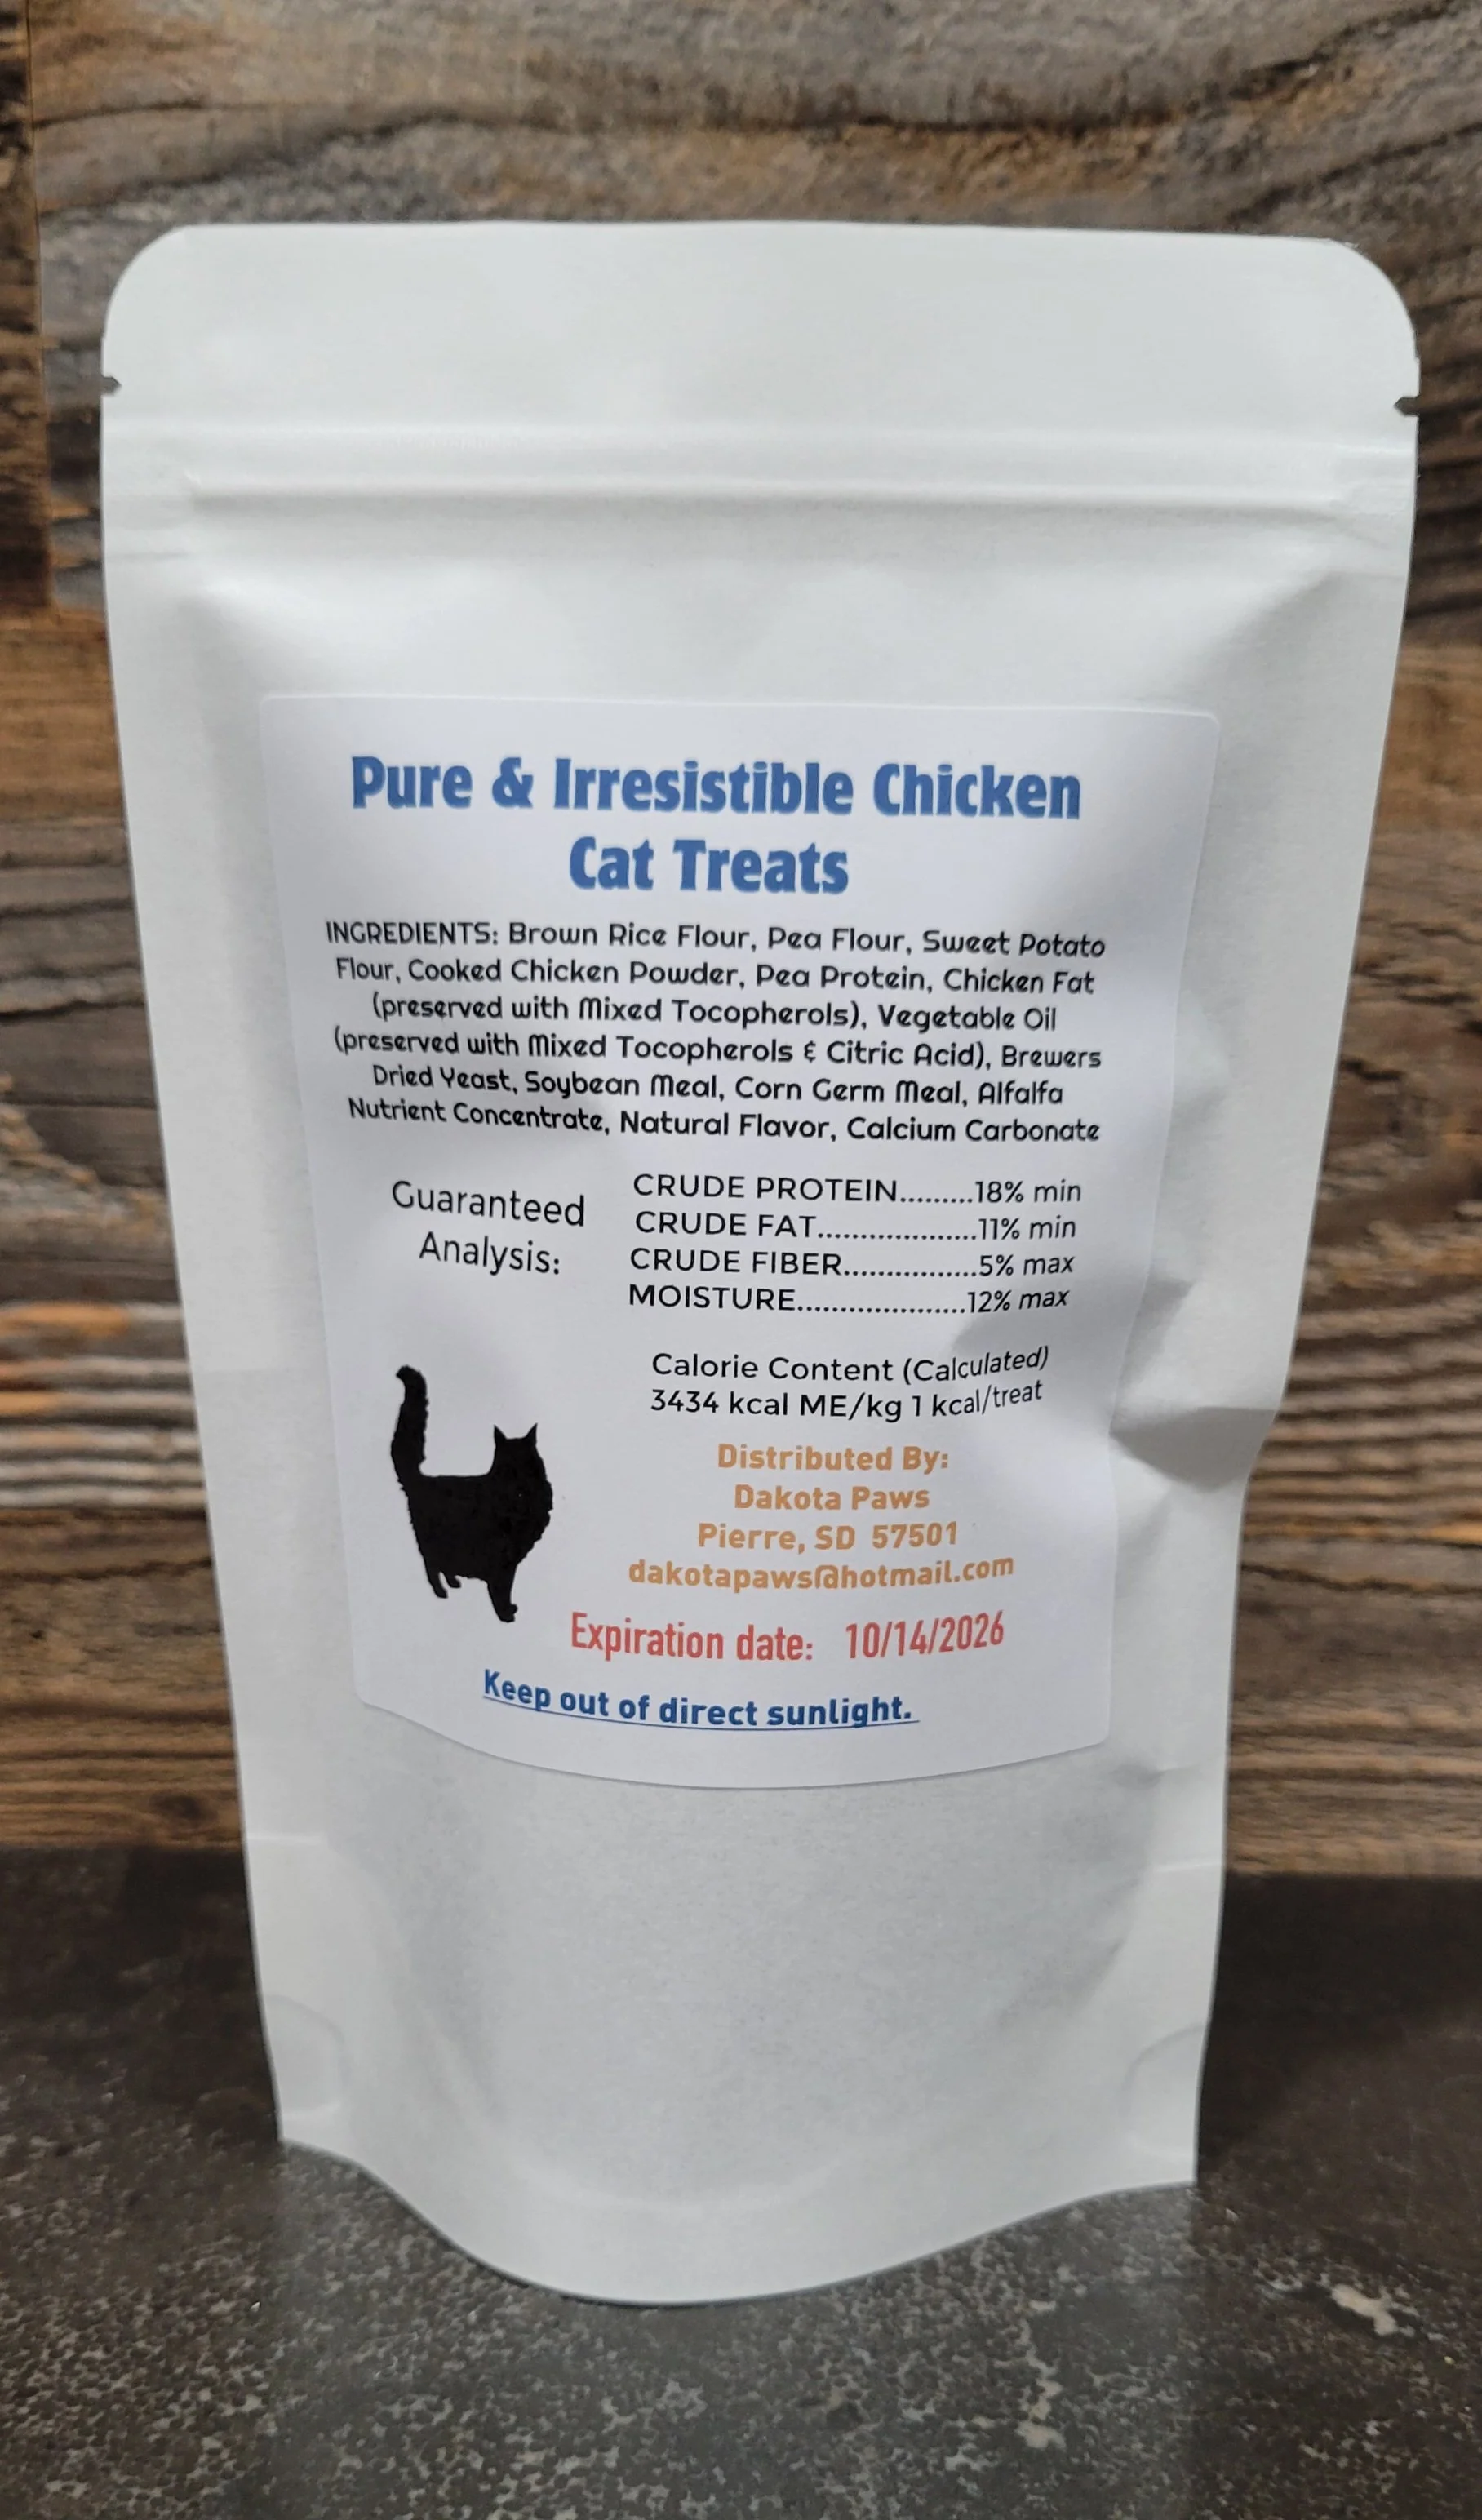 Pure & Irresistible Chicken
Cat Treats
INGREDIENTS: Brown Rice Flour, Pea Flour, Sweet Potato
Flour, Cooked Chicken Powder, Pea Protein, Chicken Fat
(preserved with Mixed Tocopherols), Vegetable Oil
(preserved with Mixed Tocopherols & Citric Acid), Brewers
Dried Yeast, Soybean Meal, Corn Germ Meal, Alfalfa
Nutrient Concentrate, Natural Flavor, Calcium Carbonate
Guaranteed
Analysis:
CRUDE PROTEIN.........18% min
CRUDE FAT....................11% min
CRUDE FIBER.................5% max
MOISTURE.....................12% max
Calorie Content (Calculated)
3434 kcal ME/kg 1 kcal/treat
Distributed By:
Dakota Paws
Pierre, SD 57501
dakotapaws@hotmail.com
Expiration date: 10/14/2026
Keep out of direct sunlight.